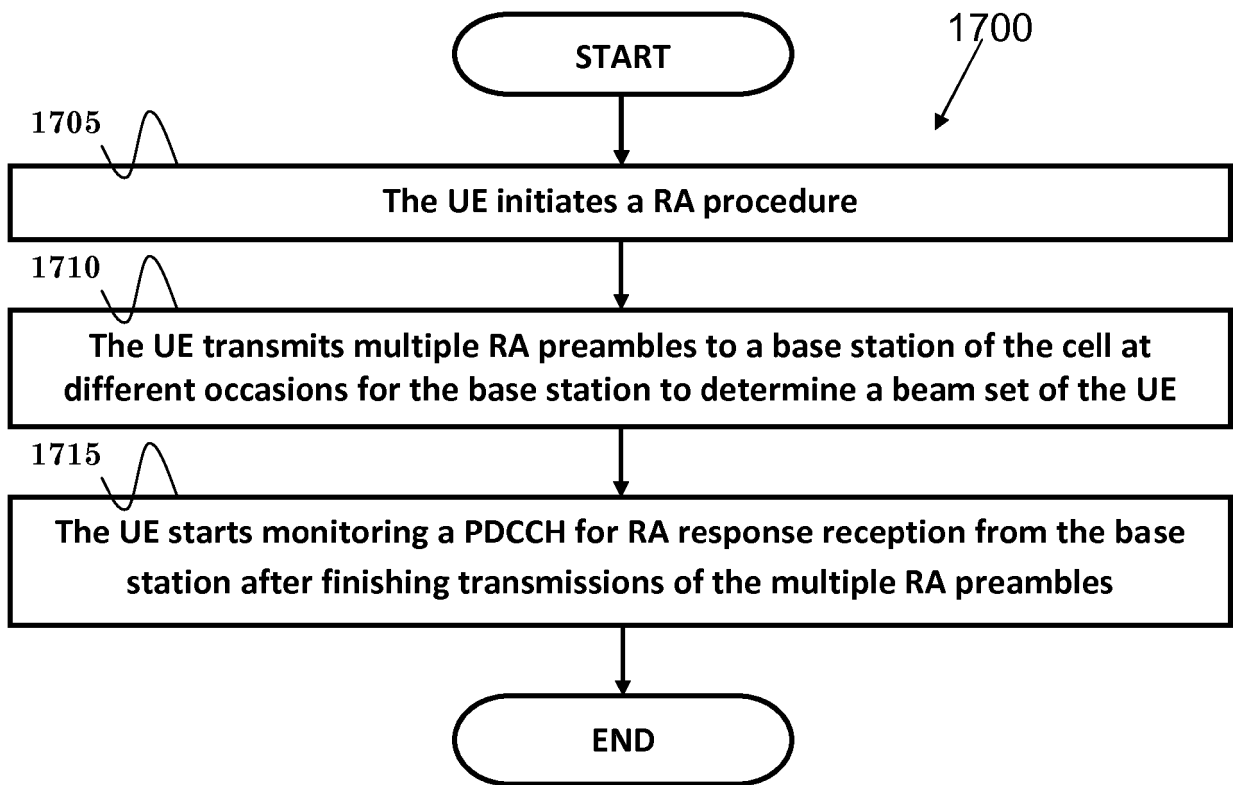 1700
START
1705
The UE initiates a RA procedure
1710
The UE transmits multiple RA preambles to a base station of the cell at
different occasions for the base station to determine a beam set of the UE
1715
The UE starts monitoring a PDCCH for RA response reception from the base
station after finishing transmissions of the multiple RA preambles
END